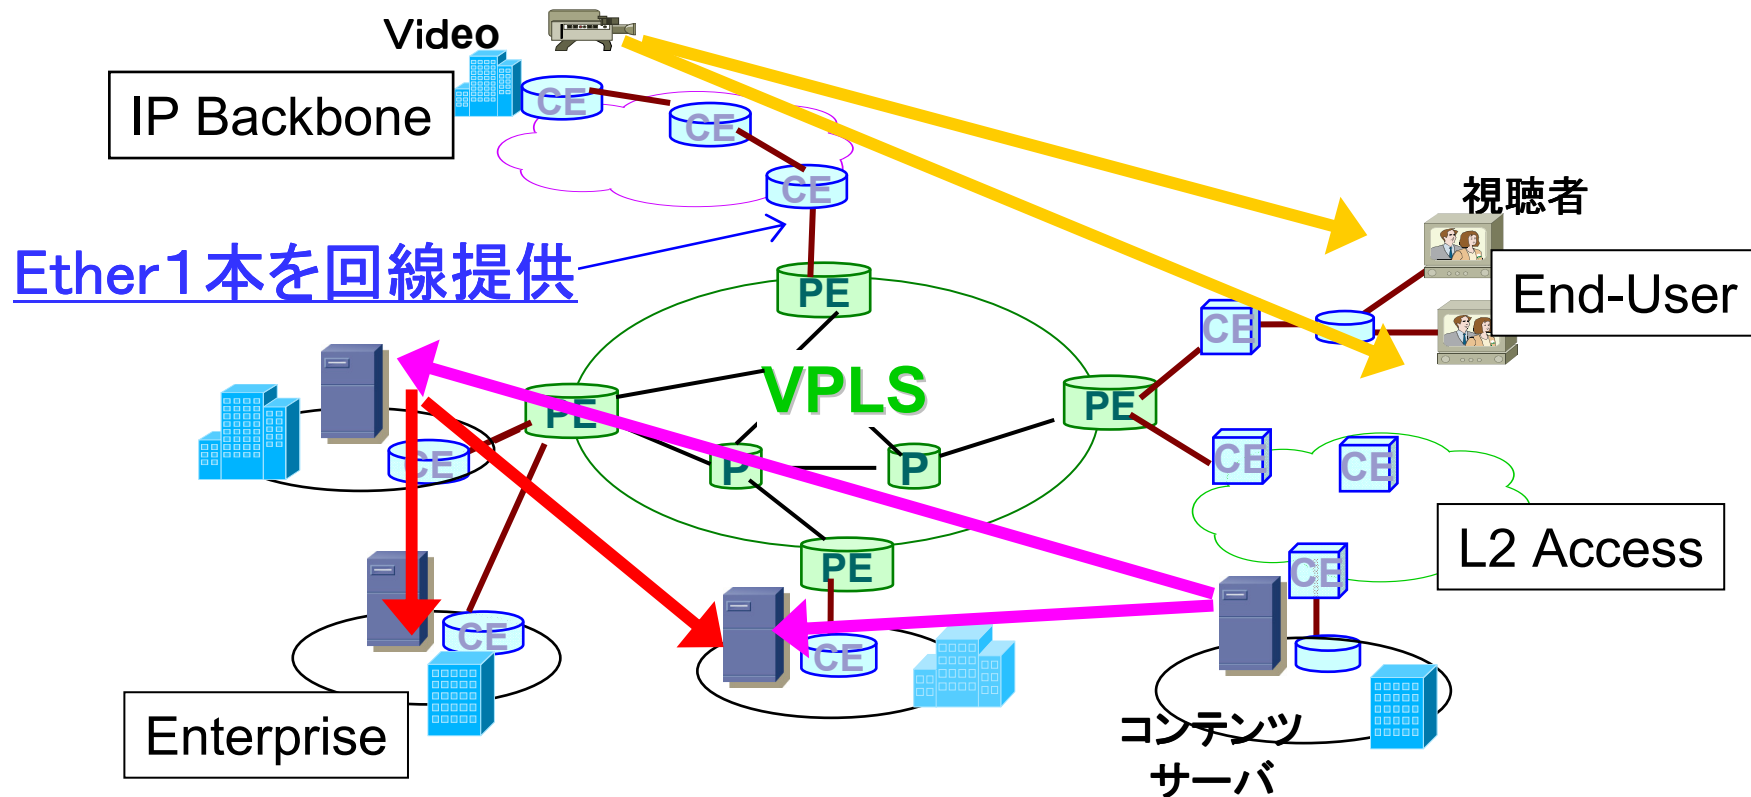 Video
IP Backbone
CE
CE
CE
視聴者
Ether１本を回線提供
PE
End-User
CE
VPLS
PE
PE
CE
P
P
CE
CE
L2 Access
PE
CE
CE
CE
Enterprise
コンテンツ
サーバ